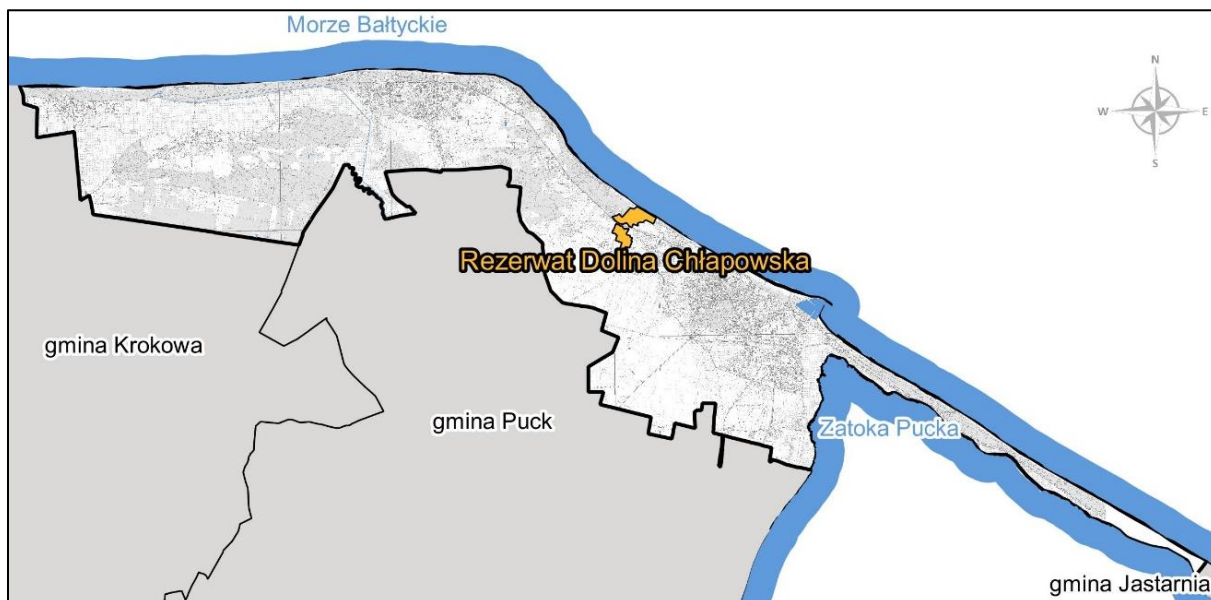 Morze Bałtyckie
N
W E
S
Rezerwat Dolina Chłapowska
gmina Krokowa
gmina Puck
Zatoka Pucka
gmina Jastarnia